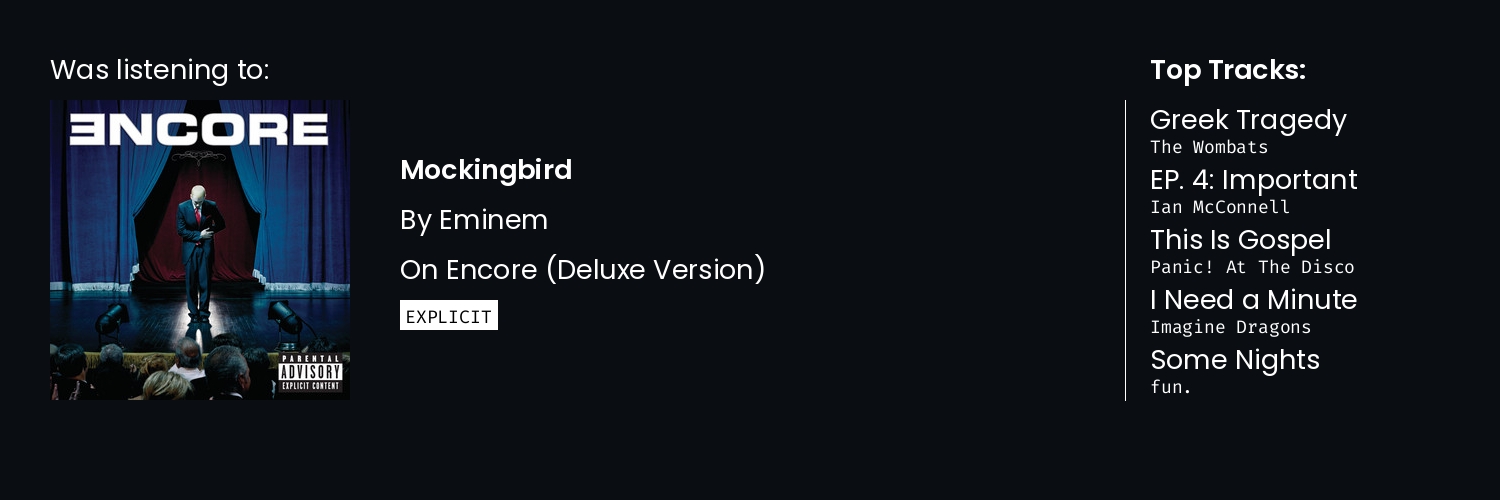 Was listening to:
ENCORE
PARENTAL
ADVISORY
EXPLICIT CONTENT
Mockingbird
By Eminem
On Encore (Deluxe Version)
EXPLICIT
Top Tracks:
Greek Tragedy
The Wombats
EP. 4: Important
Ian McConnell
This Is Gospel
Panic! At The Disco
I Need a Minute
Imagine Dragons
Some Nights
fun.